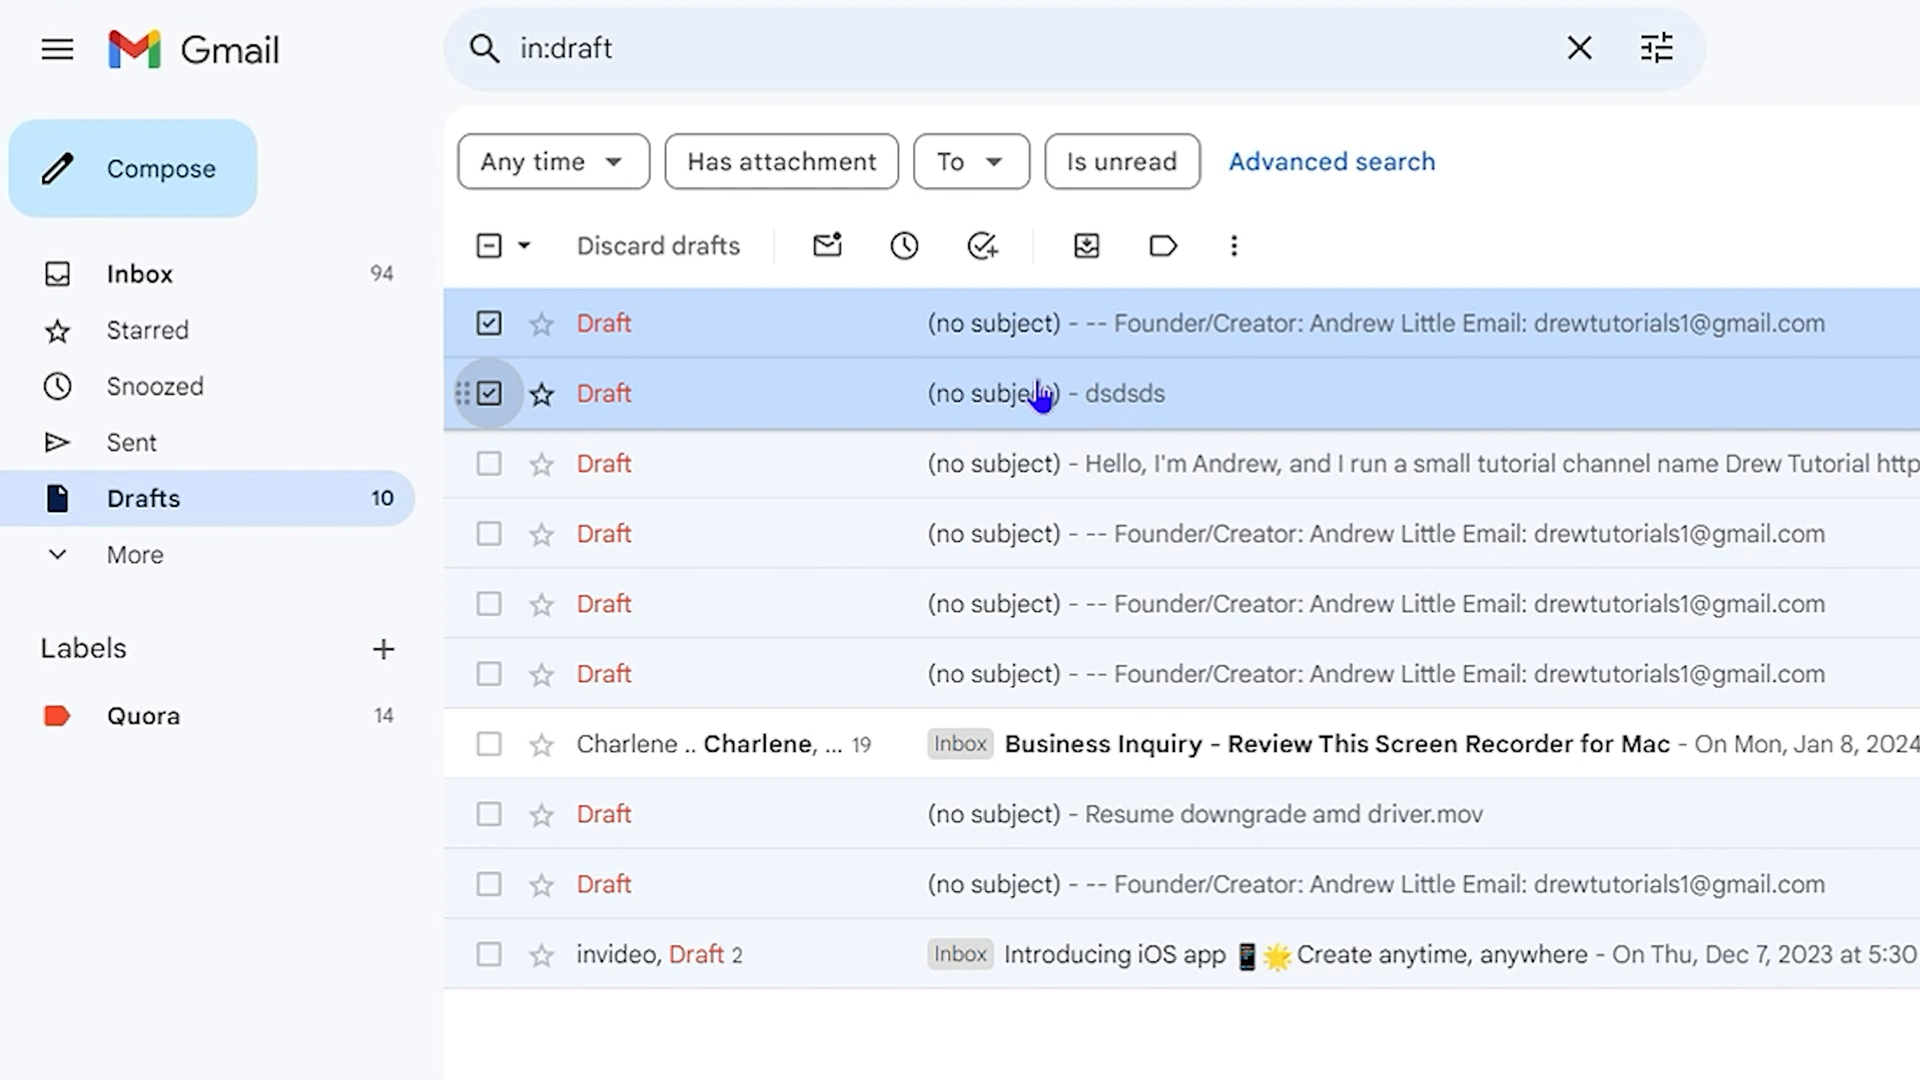 Gmail
in:draft
Compose
Any time
Has attachment
To
Is unread
Advanced search
Discard drafts
Inbox 94
Starred
Snoozed
Sent
Drafts 10
More
Labels
Quora 14
Draft (no subject) - -- Founder/Creator: Andrew Little Email: drewtutorials1@gmail.com
Draft (no subject) - dsdsds
Draft (no subject) - Hello, I'm Andrew, and I run a small tutorial channel name Drew Tutorial http
Draft (no subject) - -- Founder/Creator: Andrew Little Email: drewtutorials1@gmail.com
Draft (no subject) - -- Founder/Creator: Andrew Little Email: drewtutorials1@gmail.com
Draft (no subject) - -- Founder/Creator: Andrew Little Email: drewtutorials1@gmail.com
Charlene .. Charlene, ... 19 Inbox Business Inquiry - Review This Screen Recorder for Mac - On Mon, Jan 8, 2024
Draft (no subject) - Resume downgrade amd driver.mov
Draft (no subject) - -- Founder/Creator: Andrew Little Email: drewtutorials1@gmail.com
invideo, Draft 2 Inbox Introducing iOS app 📱🌟 Create anytime, anywhere - On Thu, Dec 7, 2023 at 5:30